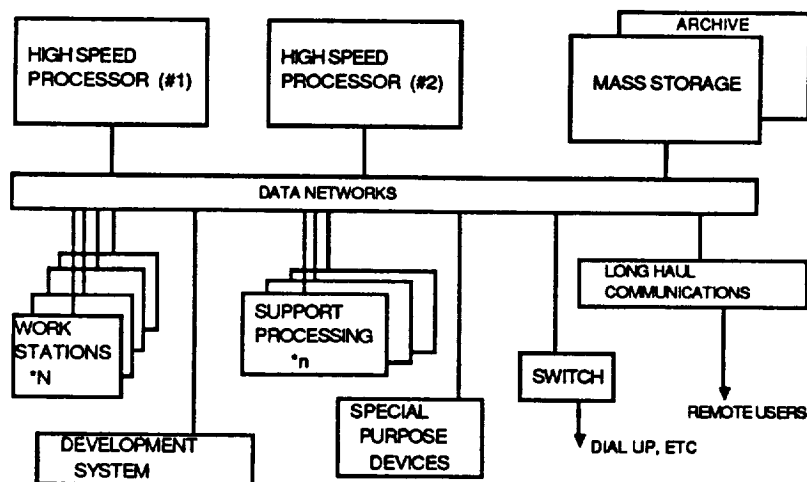 HIGH SPEED
PROCESSOR (#1)
HIGH SPEED
PROCESSOR (#2)
ARCHIVE
MASS STORAGE
DATA NETWORKS
WORK
STATIONS
*N
SUPPORT
PROCESSING
*n
LONG HAUL
COMMUNICATIONS
SWITCH
REMOTE USERS
DEVELOPMENT
SYSTEM
SPECIAL
PURPOSE
DEVICES
DIAL UP, ETC